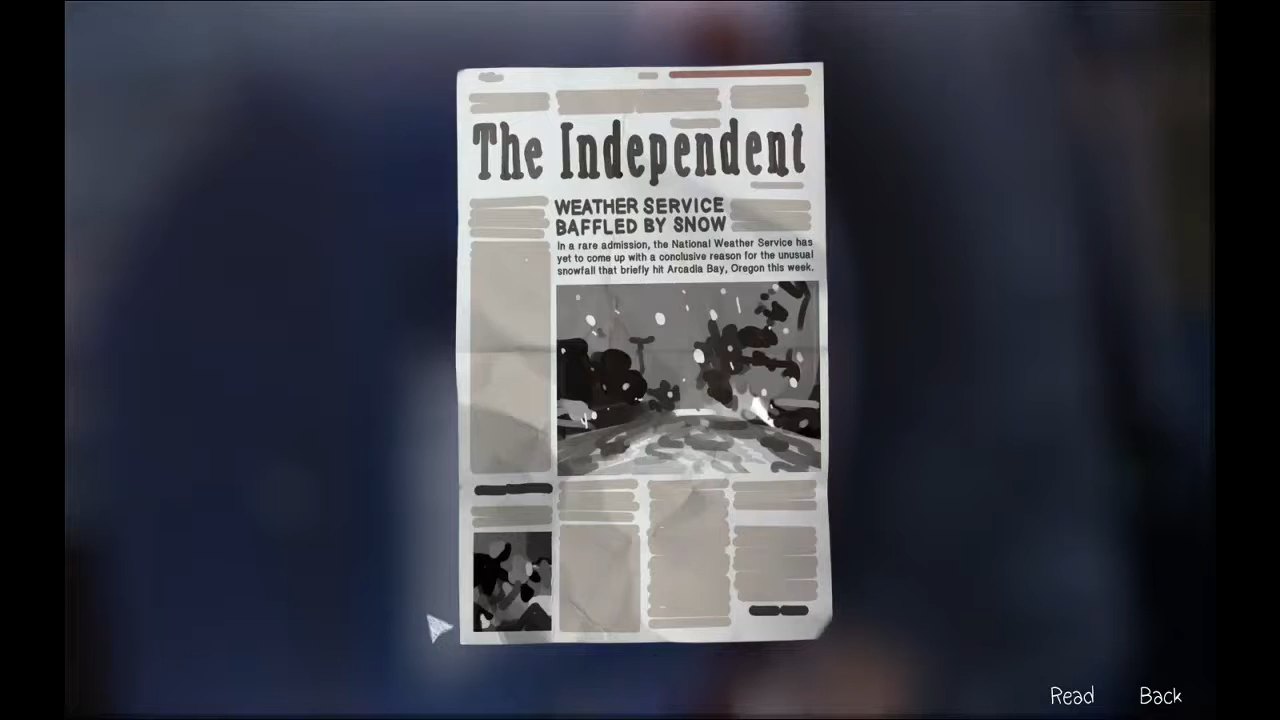 The Independent
WEATHER SERVICE
BAFFLED BY SNOW
In a rare admission, the National Weather Service has
yet to come up with a conclusive reason for the unusual
snowfall that briefly hit Arcadia Bay, Oregon this week.
Read Back